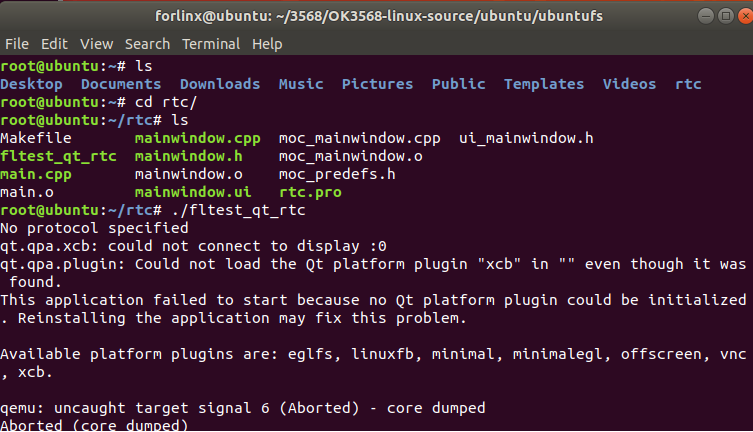 forlinx@ubuntu: ~/3568/OK3568-linux-source/ubuntu/ubuntufs
File Edit View Search Terminal Help
root@ubuntu:~# ls
Desktop Documents Downloads Music Pictures Public Templates Videos rtc
root@ubuntu:~# cd rtc/
root@ubuntu:~/rtc# ls
Makefile mainwindow.cpp moc_mainwindow.cpp ui_mainwindow.h
fltest_qt_rtc mainwindow.h moc_mainwindow.o
main.cpp mainwindow.o moc_predefs.h
main.o mainwindow.ui rtc.pro
root@ubuntu:~/rtc# ./fltest_qt_rtc
No protocol specified
qt.qpa.xcb: could not connect to display :0
qt.qpa.plugin: Could not load the Qt platform plugin "xcb" in "" even though it was
found.
This application failed to start because no Qt platform plugin could be initialized
. Reinstalling the application may fix this problem.
Available platform plugins are: eglfs, linuxfb, minimal, minimalegl, offscreen, vnc
, xcb.
qemu: uncaught target signal 6 (Aborted) - core dumped
Aborted (core dumped)